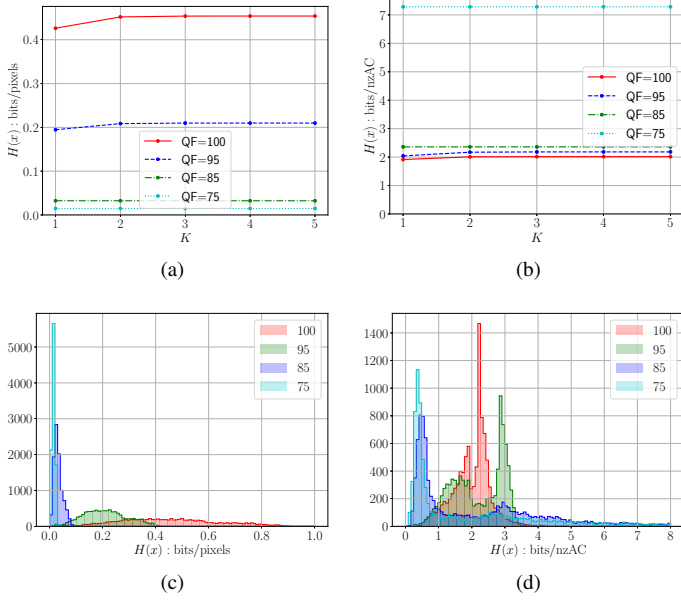 0.4
0.3
0.2
0.1
0.0
H(x) : bits/pixels
QF=100
QF=95
QF=85
QF=75
1 2 3 4 5
K
(a)
7
6
5
4
3
2
1
0
H(x) : bits/nzAC
QF=100
QF=95
QF=85
QF=75
1 2 3 4 5
K
(b)
5000
4000
3000
2000
1000
0
100
95
85
75
0.0 0.2 0.4 0.6 0.8 1.0
H(x) : bits/pixels
(c)
1400
1200
1000
800
600
400
200
0
100
95
85
75
0 1 2 3 4 5 6 7 8
H(x) : bits/nzAC
(d)